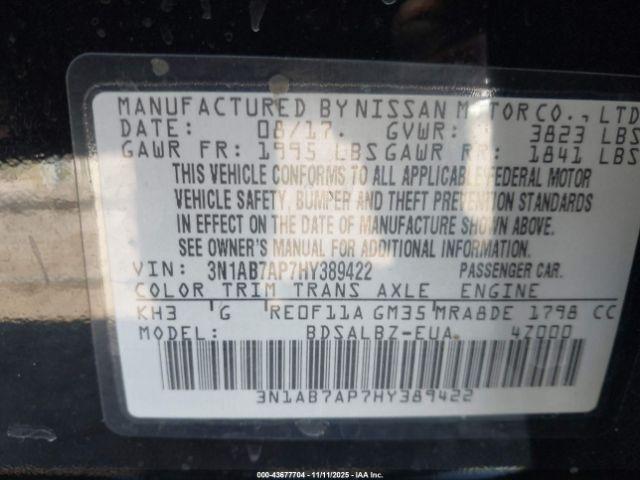 MANUFACTURED BY NISSAN MOTOR CO., LTD
DATE: 08/17. GVWR: 3823 LBS
GAWR FR: 1995 LBS GAWR RR: 1841 LBS
THIS VEHICLE CONFORMS TO ALL APPLICABLE FEDERAL MOTOR
VEHICLE SAFETY, BUMPER AND THEFT PREVENTION STANDARDS
IN EFFECT ON THE DATE OF MANUFACTURE SHOWN ABOVE.
SEE OWNER'S MANUAL FOR ADDITIONAL INFORMATION.
VIN: 3N1AB7AP7HY389422 PASSENGER CAR.
COLOR TRIM TRANS AXLE ENGINE
KH3 G RE0F11A GM35 MRA8DE 1798 CC
MODEL: BDSALBZ-EUA 4Z000
3N1AB7AP7HY389422
000-43677704 - 11/11/2025 - IAA Inc.